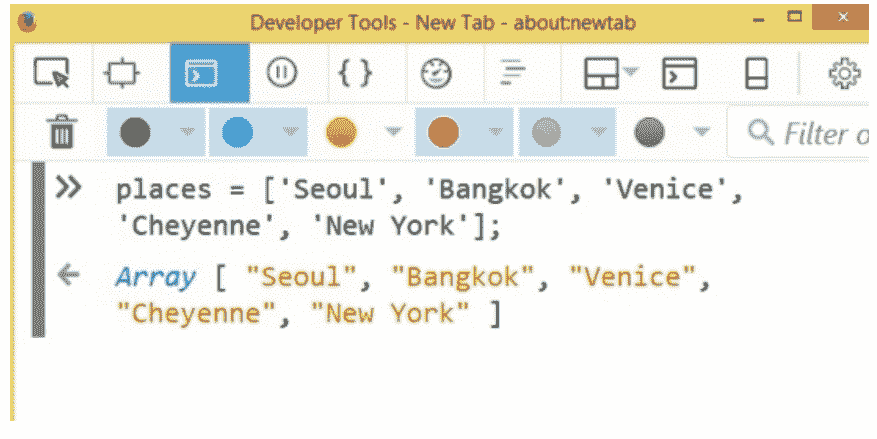 Developer Tools - New Tab - about:newtab
Filter o
» places = ['Seoul', 'Bangkok', 'Venice',
'Cheyenne', 'New York'];
← Array [ "Seoul", "Bangkok", "Venice",
"Cheyenne", "New York" ]